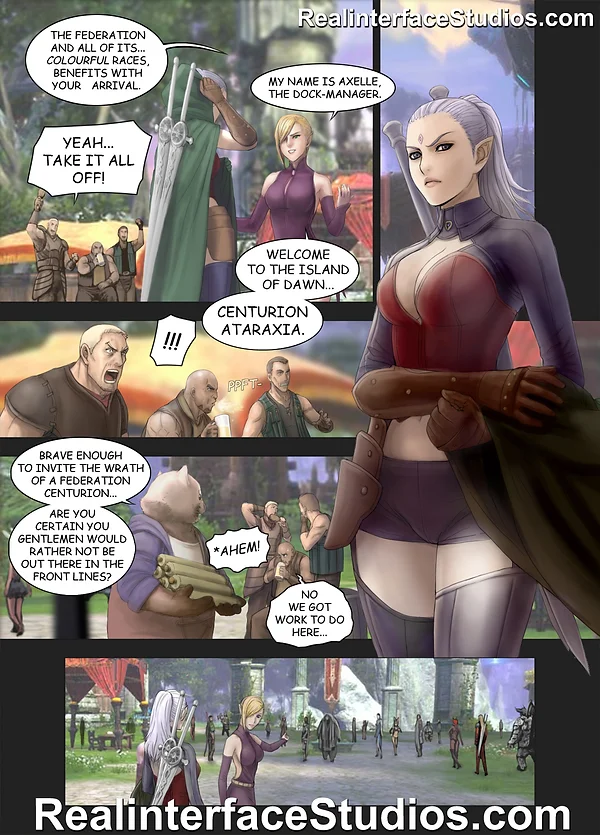 RealinterfaceStudios.com
THE FEDERATION
AND ALL OF ITS...
COLOURFUL RACES,
BENEFITS WITH
YOUR ARRIVAL.
MY NAME IS AXELLE,
THE DOCK-MANAGER.
YEAH...
TAKE IT ALL
OFF!
WELCOME
TO THE ISLAND
OF DAWN...
CENTURION
ATARAXIA.
!!!
PPFT-
BRAVE ENOUGH
TO INVITE THE WRATH
OF A FEDERATION
CENTURION...
ARE YOU
CERTAIN YOU
GENTLEMEN WOULD
RATHER NOT BE
OUT THERE IN THE
FRONT LINES?
*AHEM!
NO
WE GOT
WORK TO DO
HERE...
RealinterfaceStudios.com